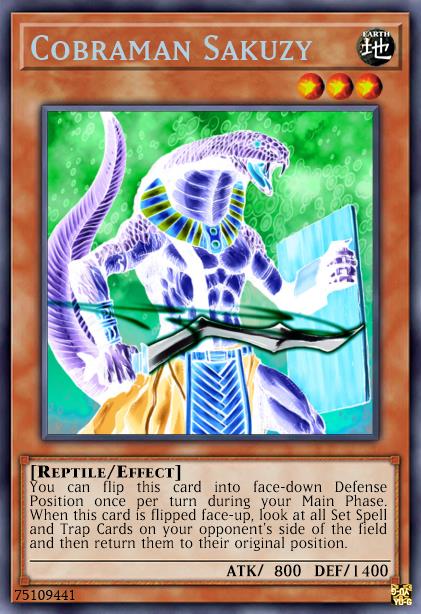 COBRAMAN SAKUZY
EARTH
地
[REPTILE/EFFECT]
You can flip this card into face-down Defense
Position once per turn during your Main Phase.
When this card is flipped face-up, look at all Set Spell
and Trap Cards on your opponent's side of the field
and then return them to their original position.
ATK/ 800 DEF/1400
75109441